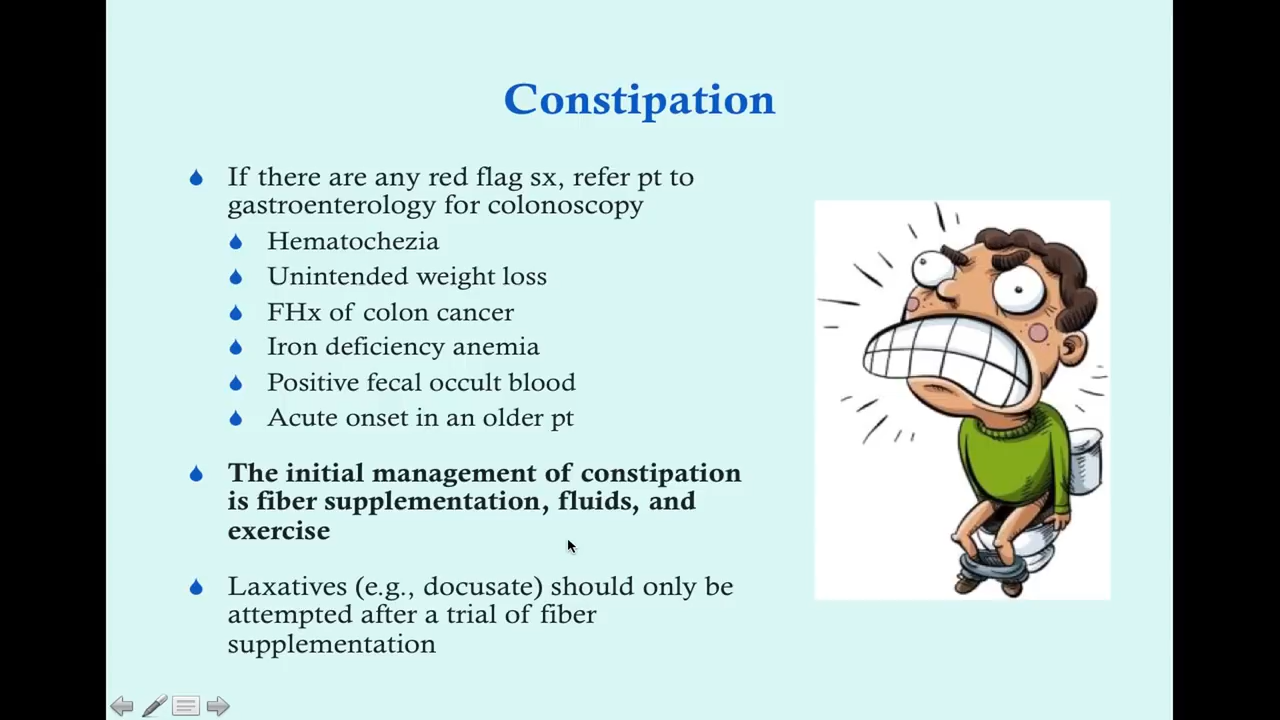 Constipation
If there are any red flag sx, refer pt to
gastroenterology for colonoscopy
Hematochezia
Unintended weight loss
FHx of colon cancer
Iron deficiency anemia
Positive fecal occult blood
Acute onset in an older pt
The initial management of constipation
is fiber supplementation, fluids, and
exercise
Laxatives (e.g., docusate) should only be
attempted after a trial of fiber
supplementation